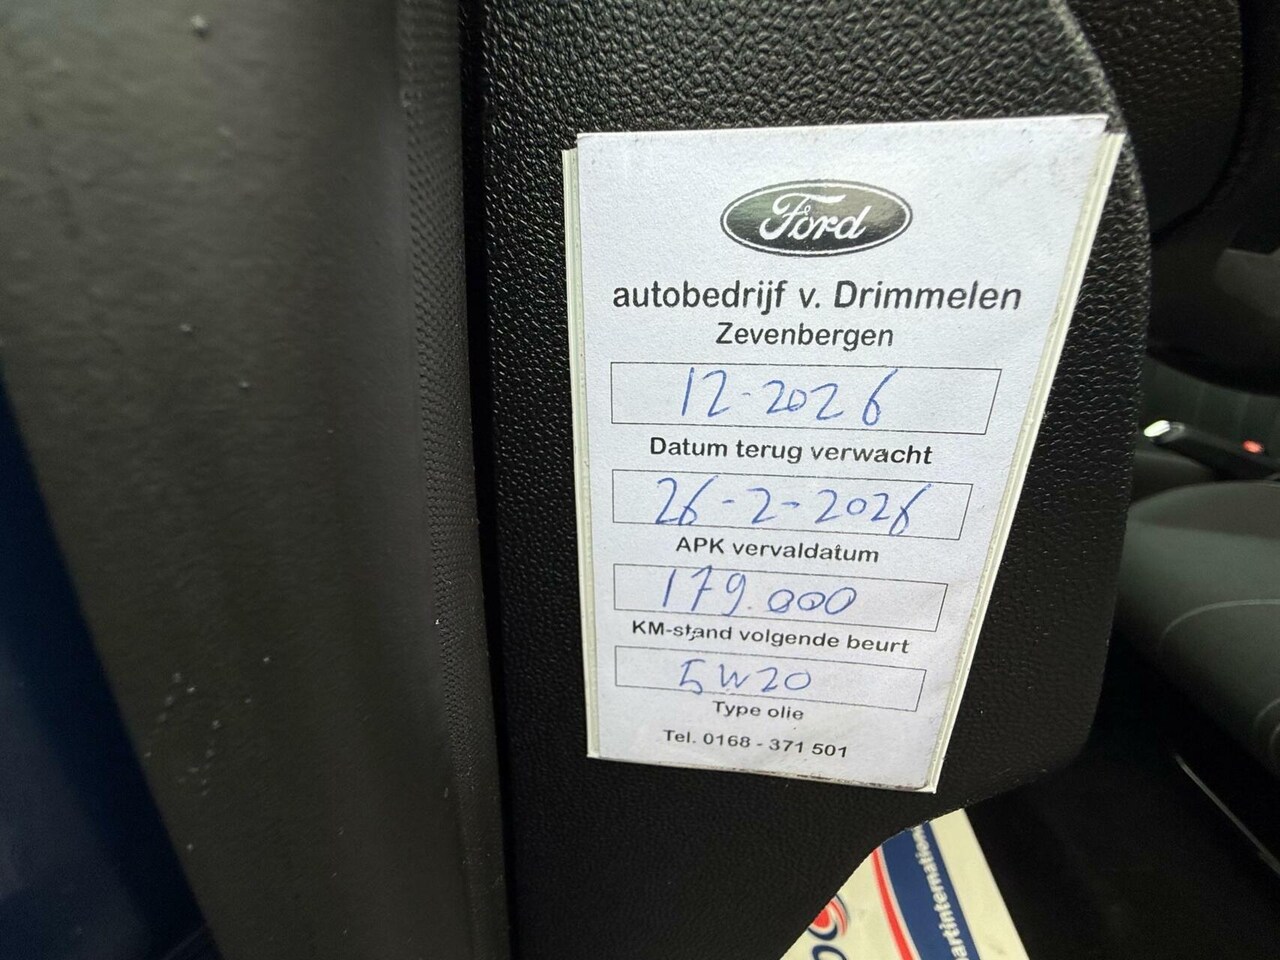 Ford
autobedrijf v. Drimmelen
Zevenbergen
12-2026
Datum terug verwacht
26-2-2026
APK vervaldatum
179.000
KM-stand volgende beurt
5W20
Type olie
Tel. 0168 - 371 501